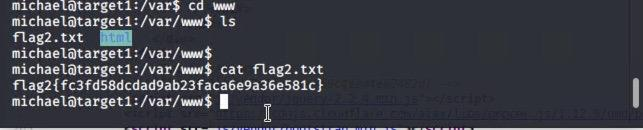 michael@target1:/var$ cd www
michael@target1:/var/www$ ls
flag2.txt html
michael@target1:/var/www$
michael@target1:/var/www$ cat flag2.txt
flag2{fc3fd58dcdad9ab23faca6e9a36e581c}
michael@target1:/var/www$